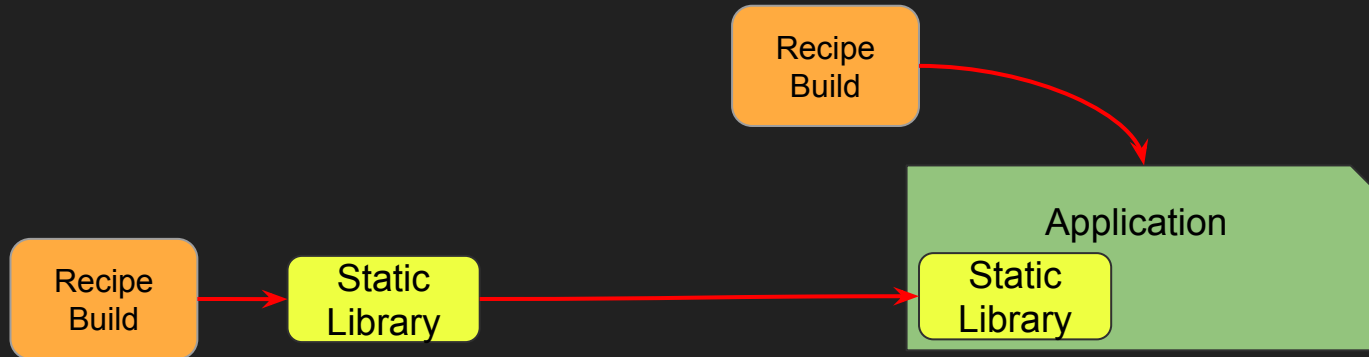 Recipe
Build
Application
Recipe
Build
Static
Library
Static
Library